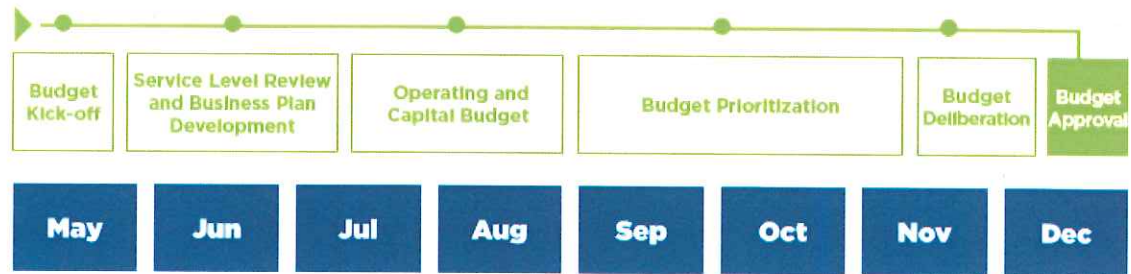 Budget
Kick-off
Service Level Review
and Business Plan
Development
Operating and
Capital Budget
Budget Prioritization
Budget
Deliberation
Budget
Approval
May
Jun
Jul
Aug
Sep
Oct
Nov
Dec